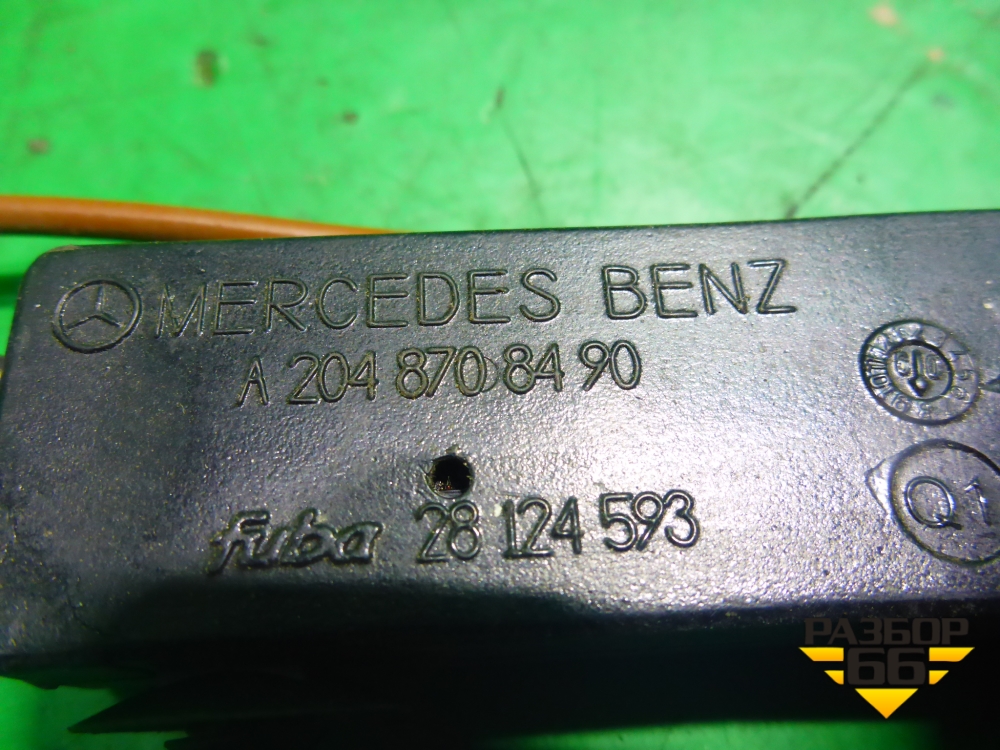 MERCEDES BENZ
A 204 870 84 90
fuba 28 124 593
Q1
РАЗБОР
66